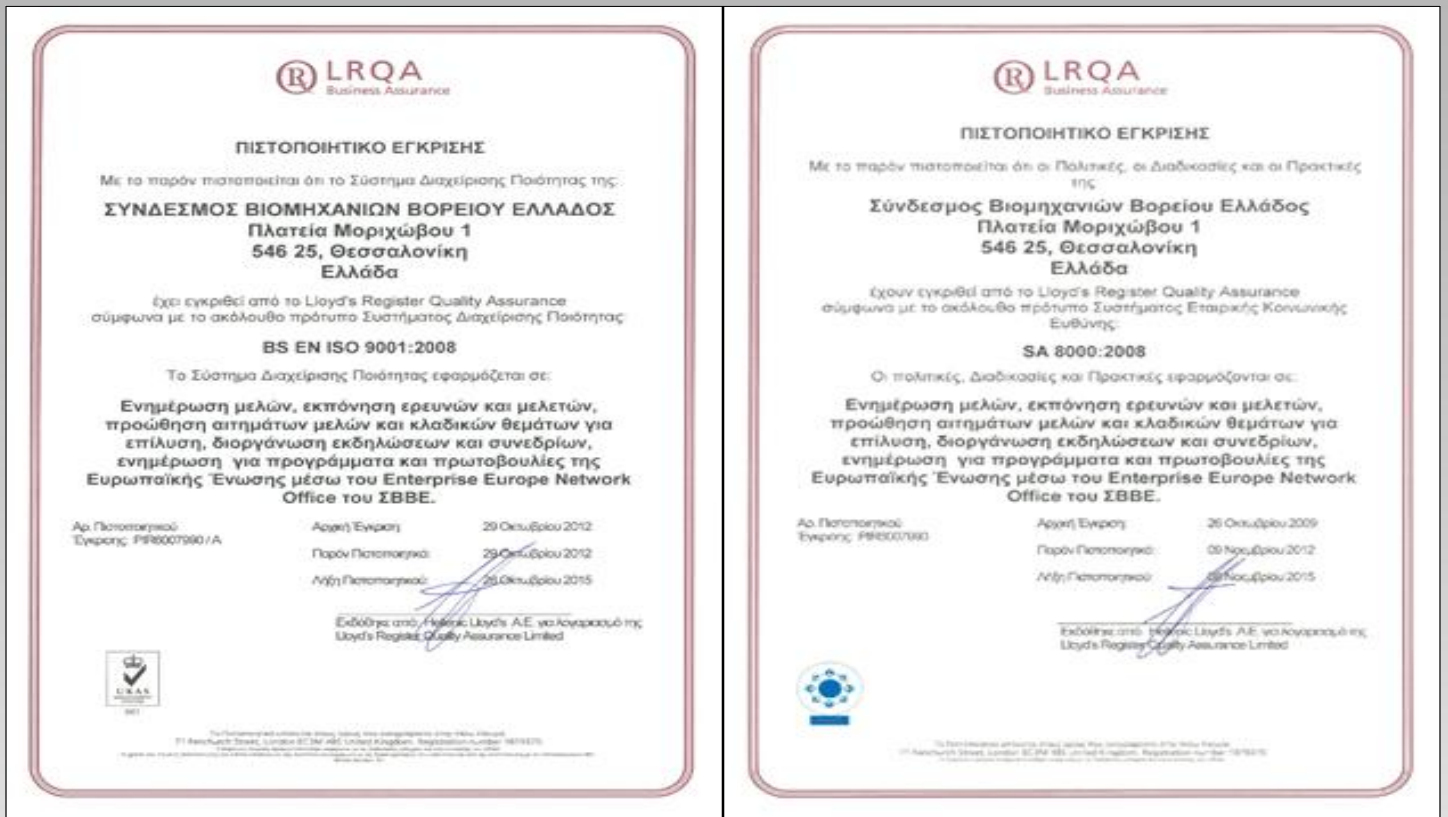 LRQA
Business Assurance
ΠΙΣΤΟΠΟΙΗΤΙΚΟ ΕΓΚΡΙΣΗΣ
Με το παρόν πιστοποιείται ότι το Σύστημα Διαχείρισης Ποιότητας της:
ΣΥΝΔΕΣΜΟΣ ΒΙΟΜΗΧΑΝΙΩΝ ΒΟΡΕΙΟΥ ΕΛΛΑΔΟΣ
Πλατεία Μοριχώβου 1
546 25, Θεσσαλονίκη
Ελλάδα
έχει εγκριθεί από το Lloyd's Register Quality Assurance
σύμφωνα με το ακόλουθο πρότυπο Συστήματος Διαχείρισης Ποιότητας:
BS EN ISO 9001:2008
Το Σύστημα Διαχείρισης Ποιότητας εφαρμόζεται σε:
Ενημέρωση μελών, εκπόνηση ερευνών και μελετών,
προώθηση αιτημάτων μελών και κλαδικών θεμάτων για
επίλυση, διοργάνωση εκδηλώσεων και συνεδρίων,
ενημέρωση για προγράμματα και πρωτοβουλίες της
Ευρωπαϊκής Ένωσης μέσω του Enterprise Europe Network
Office του ΣΒΒΕ.
Αρ. Πιστοποιητικού
Έγκρισης: PIR6007990 / A
Αρχική Έγκριση: 29 Οκτωβρίου 2012
Παρόν Πιστοποιητικό: 29 Οκτωβρίου 2012
Λήξη Πιστοποιητικού: 28 Οκτωβρίου 2015
Εκδόθηκε από: Hellenic Lloyd's A.E. για λογαριασμό της
Lloyd's Register Quality Assurance Limited
UKAS
LRQA
Business Assurance
ΠΙΣΤΟΠΟΙΗΤΙΚΟ ΕΓΚΡΙΣΗΣ
Με το παρόν πιστοποιείται ότι οι Πολιτικές, οι Διαδικασίες και οι Πρακτικές
της
Σύνδεσμος Βιομηχανιών Βορείου Ελλάδος
Πλατεία Μοριχώβου 1
546 25, Θεσσαλονίκη
Ελλάδα
έχουν εγκριθεί από το Lloyd's Register Quality Assurance
σύμφωνα με το ακόλουθο πρότυπο Συστήματος Εταιρικής Κοινωνικής
Ευθύνης:
SA 8000:2008
Οι πολιτικές, Διαδικασίες και Πρακτικές εφαρμόζονται σε:
Ενημέρωση μελών, εκπόνηση ερευνών και μελετών,
προώθηση αιτημάτων μελών και κλαδικών θεμάτων για
επίλυση, διοργάνωση εκδηλώσεων και συνεδρίων,
ενημέρωση για προγράμματα και πρωτοβουλίες της
Ευρωπαϊκής Ένωσης μέσω του Enterprise Europe Network
Office του ΣΒΒΕ.
Αρ. Πιστοποιητικού
Έγκρισης: PIR6007990
Αρχική Έγκριση: 26 Οκτωβρίου 2009
Παρόν Πιστοποιητικό: 09 Νοεμβρίου 2012
Λήξη Πιστοποιητικού: Νοεμβρίου 2015
Εκδόθηκε από: Hellenic Lloyd's A.E. για λογαριασμό της
Lloyd's Register Quality Assurance Limited